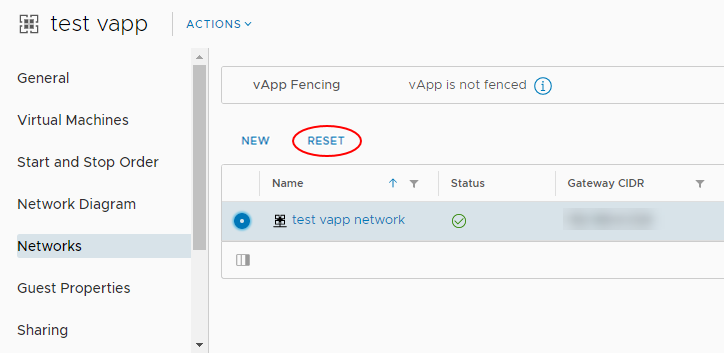 test vapp
ACTIONS
General
Virtual Machines
Start and Stop Order
Network Diagram
Networks
Guest Properties
Sharing
vApp Fencing vApp is not fenced
NEW RESET
Name Status Gateway CIDR
test vapp network